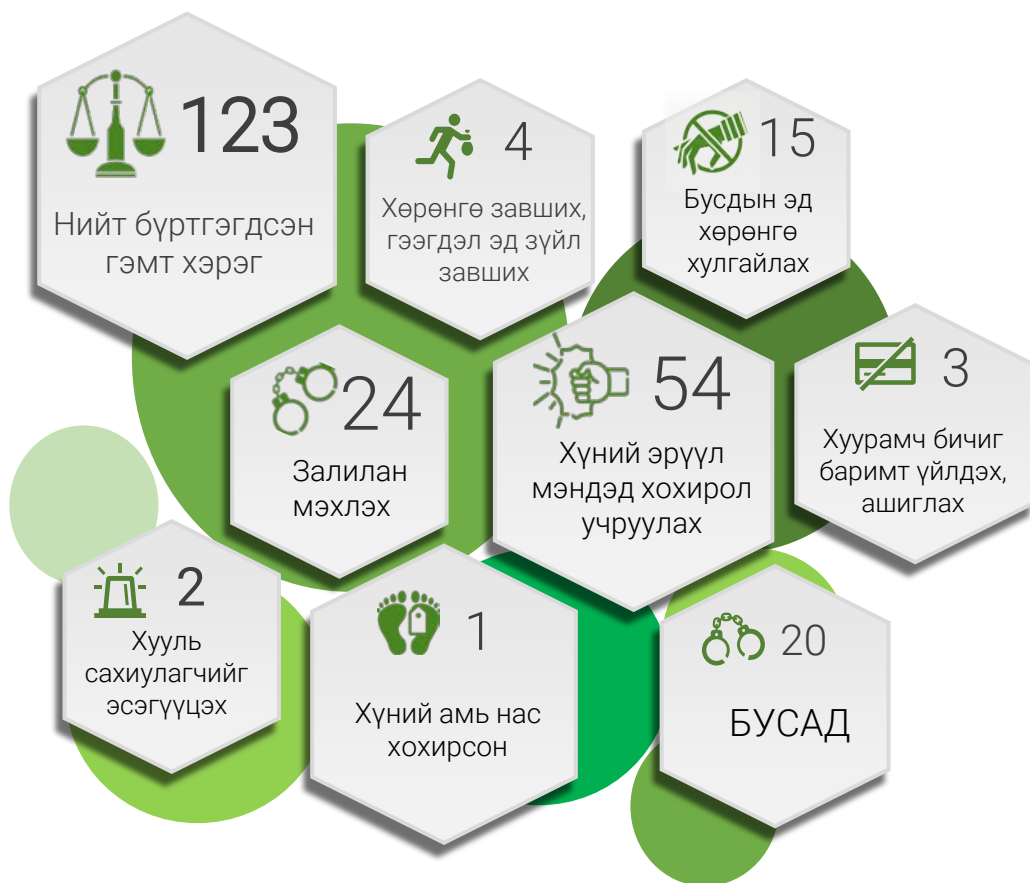 123
Нийт бүртгэгдсэн
гэмт хэрэг
4
Хөрөнгө завших,
гээгдэл эд зүйл
завших
15
Бусдын эд
хөрөнгө
хулгайлах
24
Залилан
мэхлэх
54
Хүний эрүүл
мэндэд хохирол
учруулах
3
Хуурамч бичиг
баримт үйлдэх,
ашиглах
2
Хууль
сахиулагчийг
эсэгүүцэх
1
Хүний амь нас
хохирсон
20
БУСАД